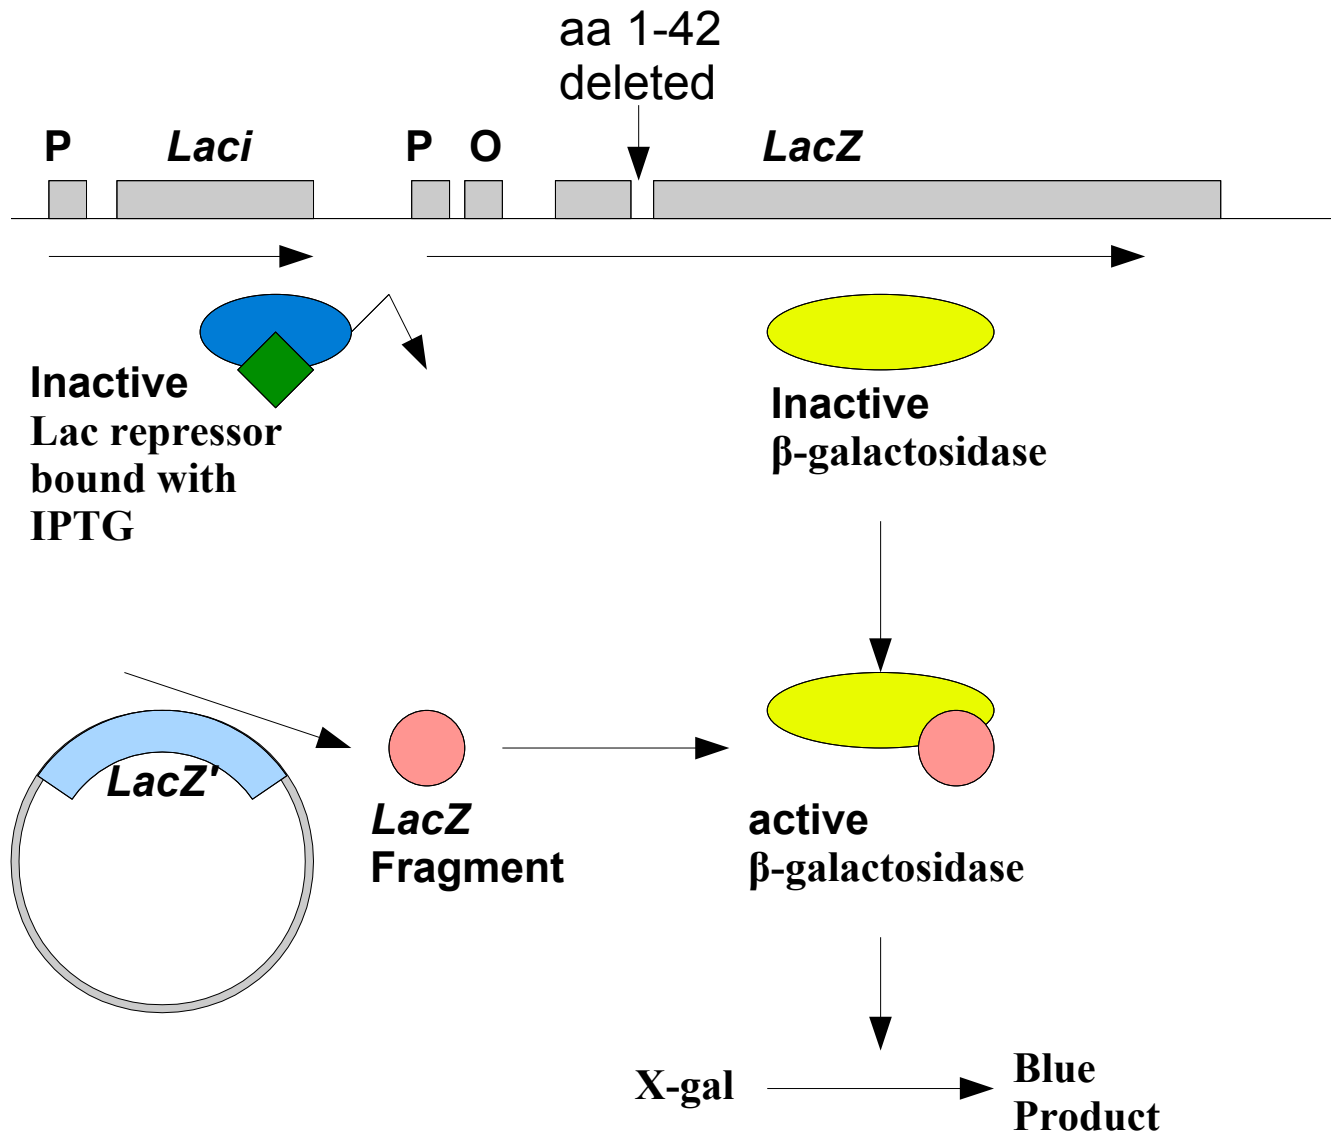 aa 1-42
deleted
P Laci P O LacZ
Inactive
Lac repressor
bound with
IPTG
Inactive
β-galactosidase
LacZ'
LacZ
Fragment
active
β-galactosidase
X-gal
Blue
Product